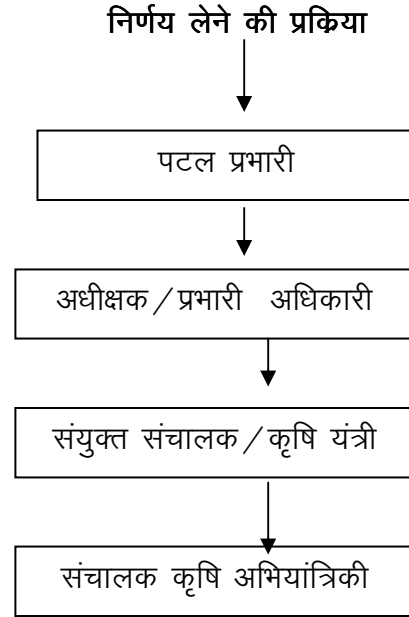 निर्णय लेने की प्रक्रिया
पटल प्रभारी
अधीक्षक/प्रभारी अधिकारी
संयुक्त संचालक/कृषि यंत्री
संचालक कृषि अभियांत्रिकी